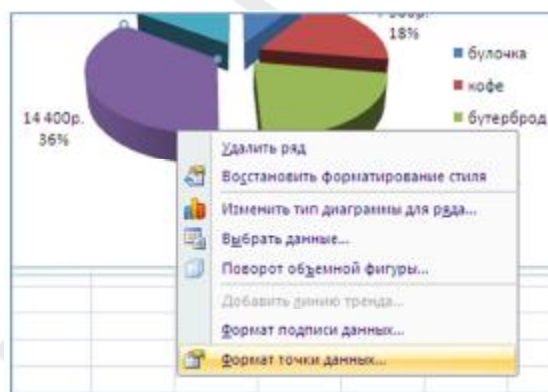 18%
булочка
кофе
бутерброд
14 400р.
36%
Удалить ряд
Восстановить форматирование стиля
Изменить тип диаграммы для ряда...
Выбрать данные...
Поворот объемной фигуры...
Добавить линию тренда...
Формат подписи данных...
Формат точки данных...